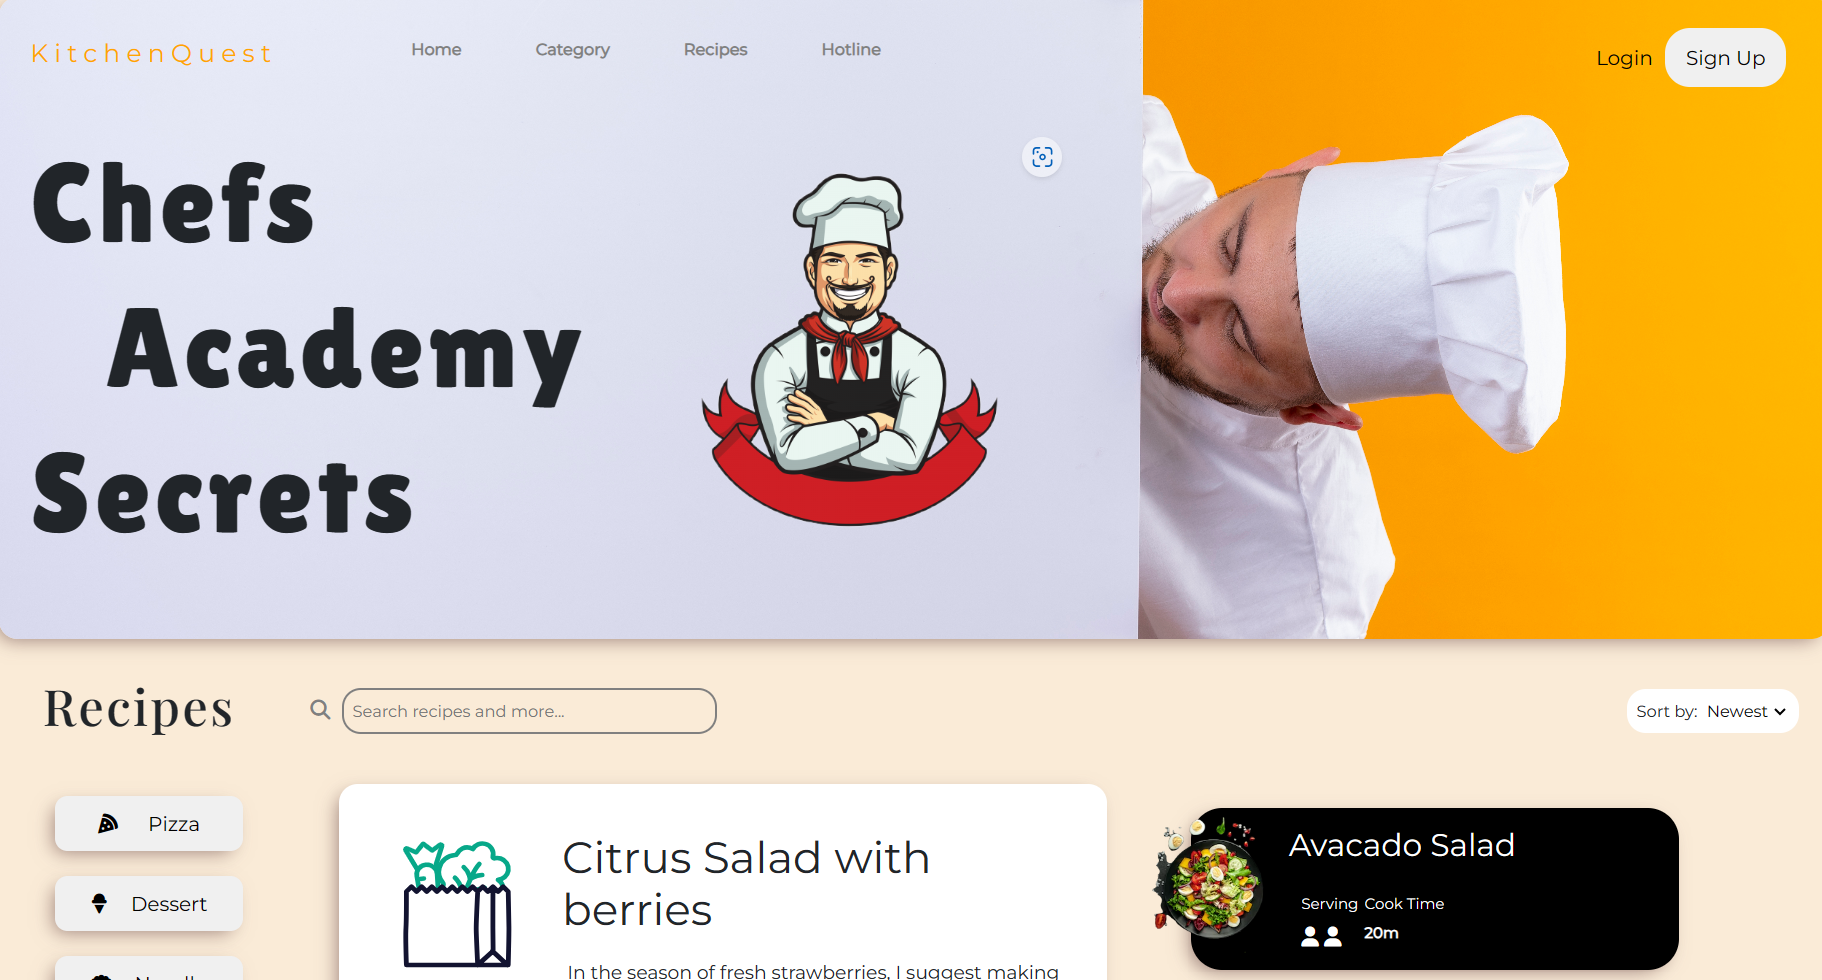 KitchenQuest
Home
Category
Recipes
Hotline
Login
Sign Up
Chefs
Academy
Secrets
Recipes
Search recipes and more...
Sort by: Newest
Pizza
Dessert
Citrus Salad with
berries
In the season of fresh strawberries, I suggest making
Avacado Salad
Serving Cook Time
20m